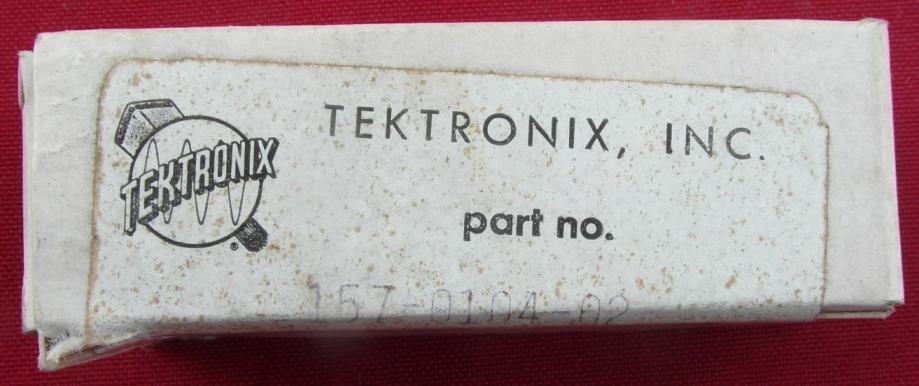 TEKTRONIX, INC.
TEKTRONIX
®
part no.
157-0104-02